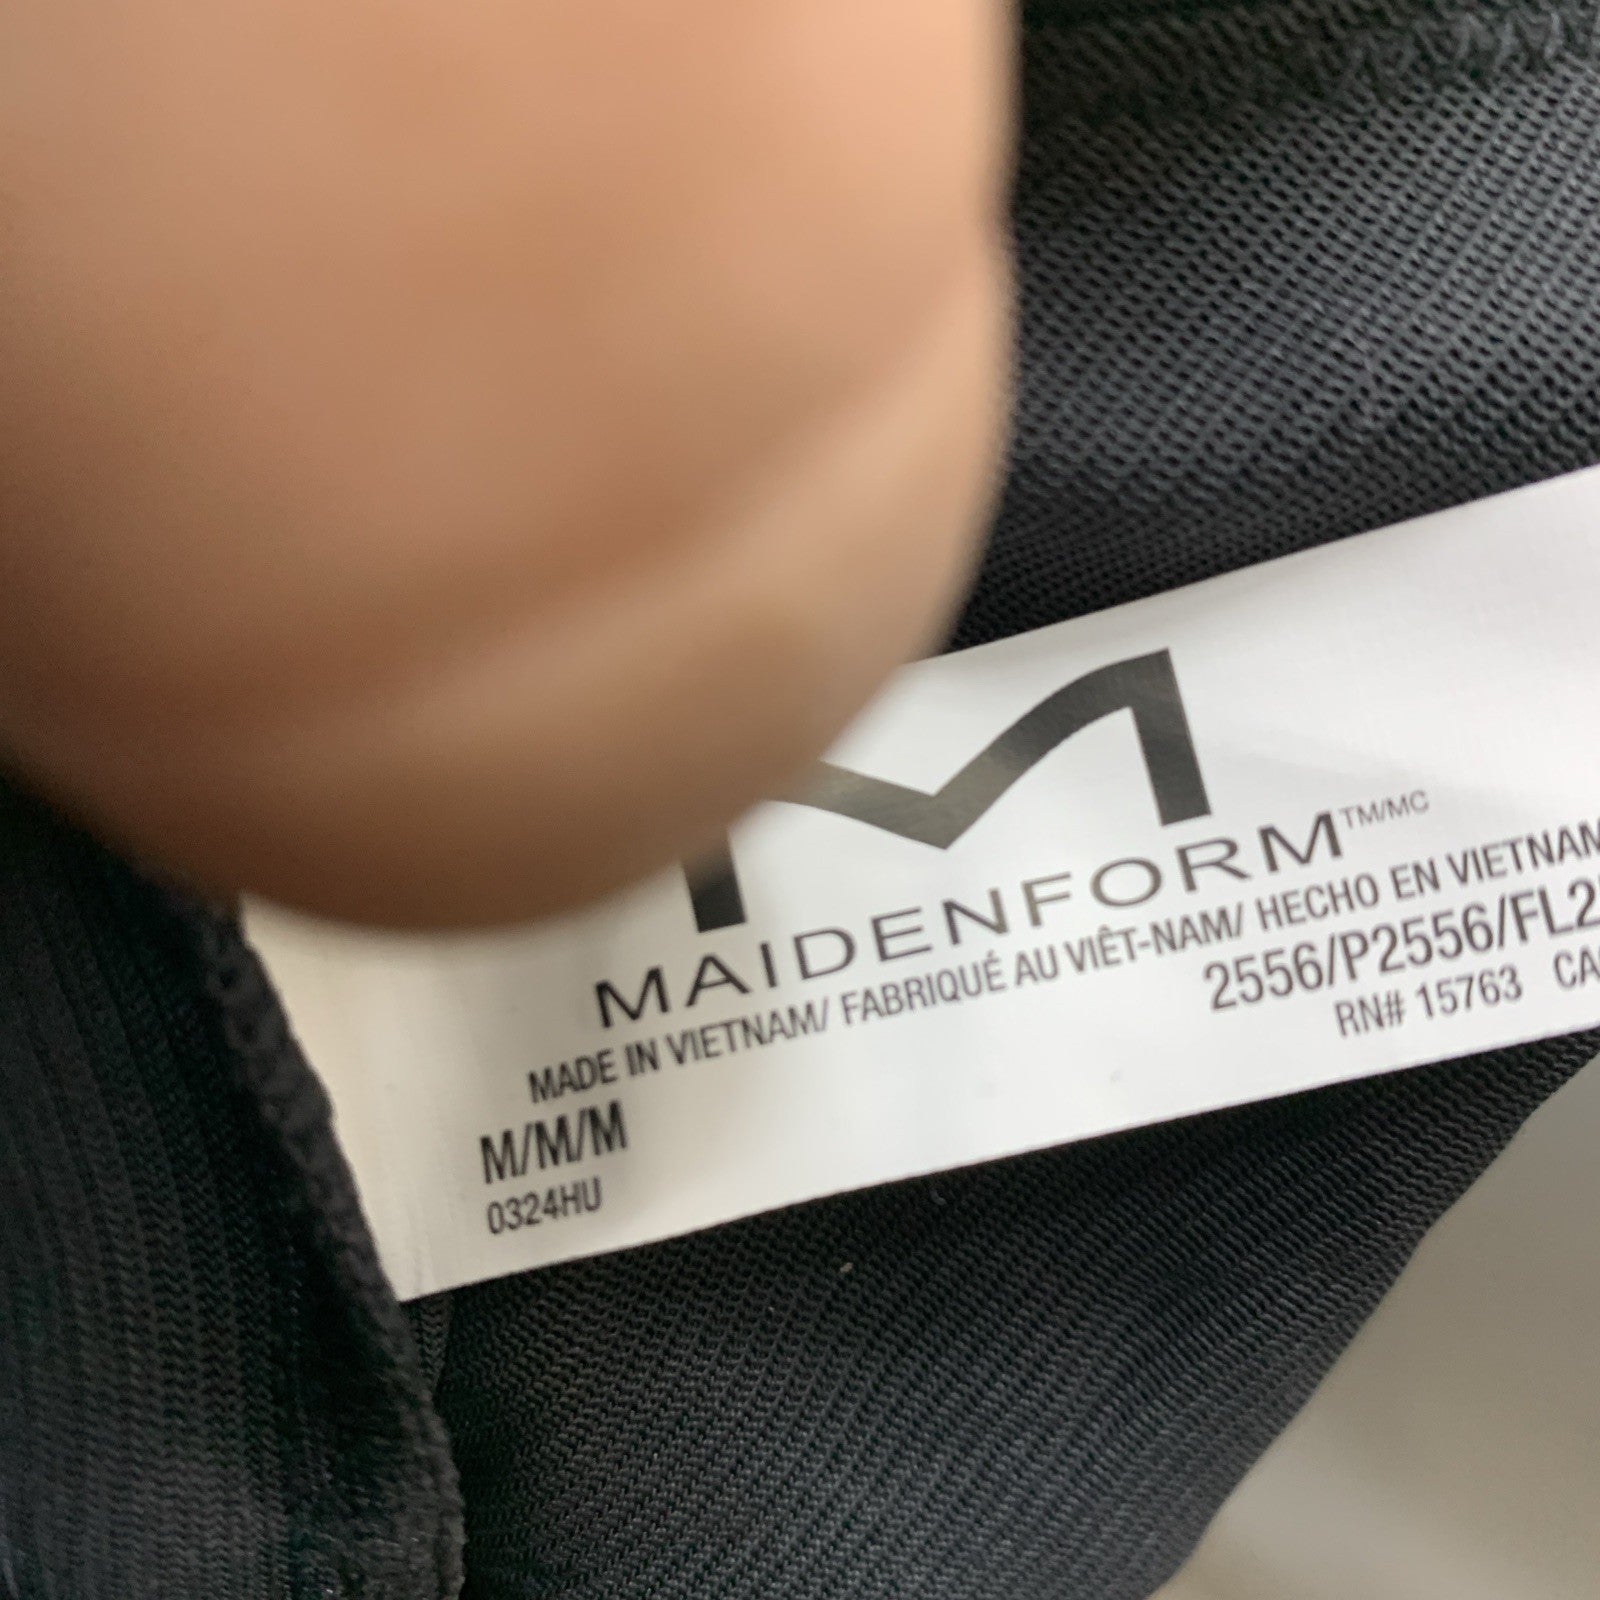 MAIDENFORM™/MC
MADE IN VIETNAM/ FABRIQUÉ AU VIÊT-NAM/ HECHO EN VIETNAM
M/M/M 2556/P2556/FL2
0324HU RN# 15763